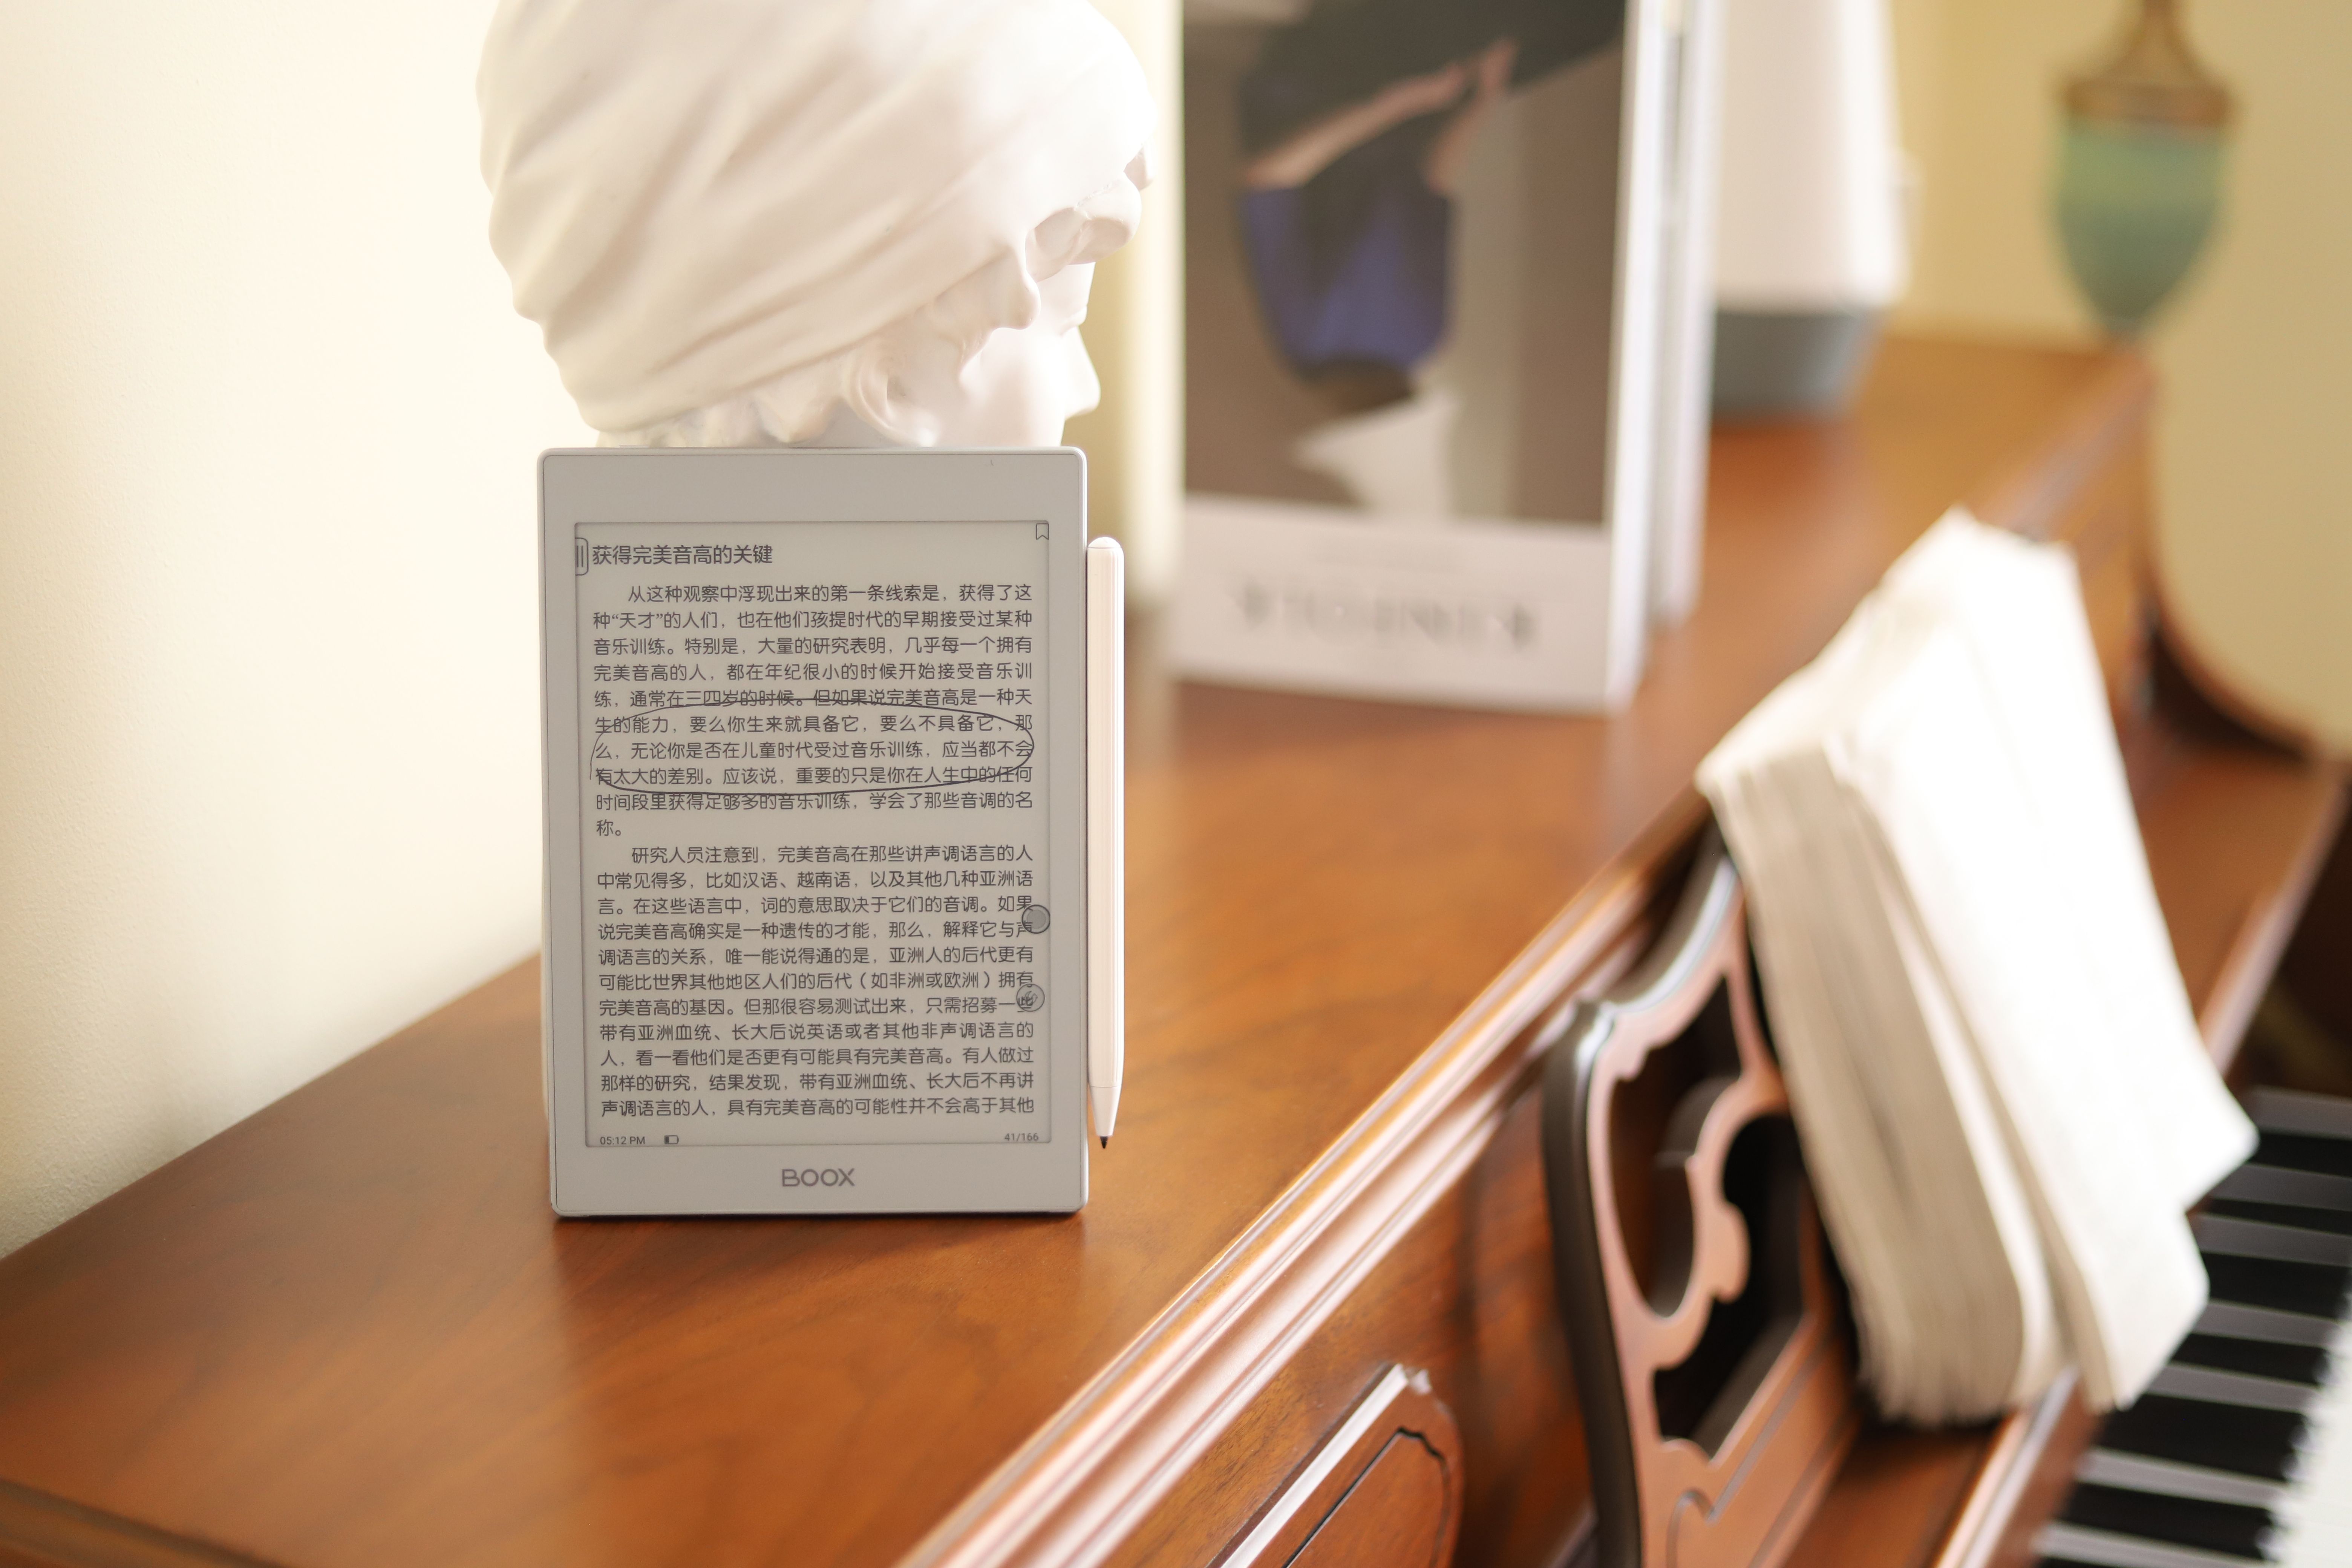 获得完美音高的关键
从这种观察中浮现出来的第一条线索是，获得了这
种“天才”的人们，也在他们孩提时代的早期接受过某种
音乐训练。特别是，大量的研究表明，几乎每一个拥有
完美音高的人，都在年纪很小的时候开始接受音乐训
练，通常在三四岁的时候。但如果说完美音高是一种天
生的能力，要么你生来就具备它，要么不具备它，那
么，无论你是否在儿童时代受过音乐训练，应当都不会
有太大的差别。应该说，重要的只是你在人生中的任何
时间段里获得足够多的音乐训练，学会了那些音调的名
称。
研究人员注意到，完美音高在那些讲声调语言的人
中常见得多，比如汉语、越南语，以及其他几种亚洲语
言。在这些语言中，词的意思取决于它们的音调。如果
说完美音高确实是一种遗传的才能，那么，解释它与声
调语言的关系，唯一能说得通的是，亚洲人的后代更有
可能比世界其他地区人们的后代（如非洲或欧洲）拥有
完美音高的基因。但那很容易测试出来，只需招募一些
带有亚洲血统、长大后说英语或者其他非声调语言的
人，看一看他们是否更有可能具有完美音高。有人做过
那样的研究，结果发现，带有亚洲血统、长大后不再讲
声调语言的人，具有完美音高的可能性并不会高于其他
05:12 PM 41/166
BOOX